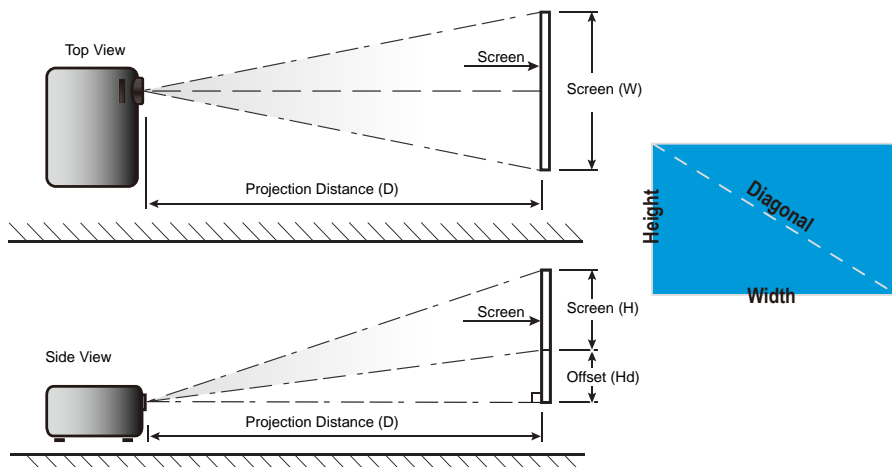 Top View
Screen
Screen (W)
Projection Distance (D)
Height
Diagonal
Width
Screen (H)
Screen
Side View
Offset (Hd)
Projection Distance (D)